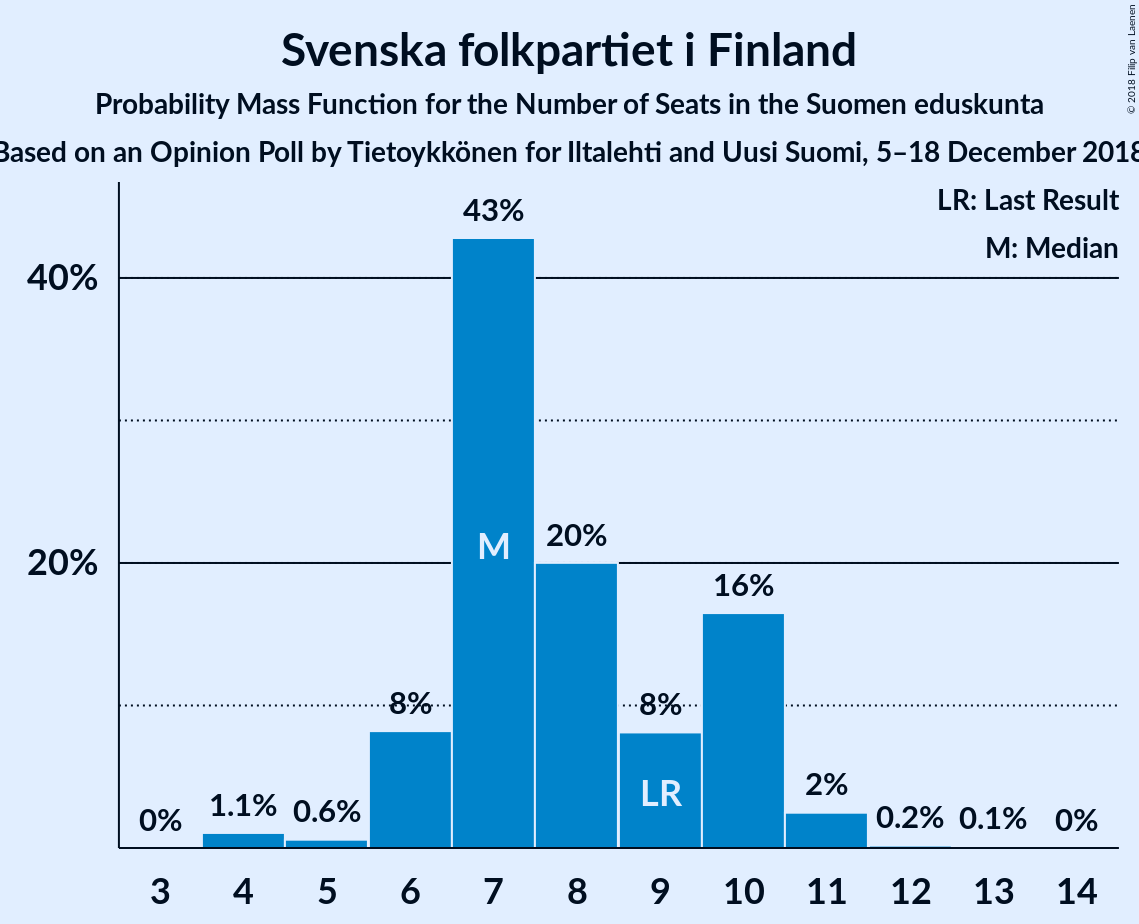 Svenska folkpartiet i Finland
Probability Mass Function for the Number of Seats in the Suomen eduskunta
Based on an Opinion Poll by Tietoykkönen for Iltalehti and Uusi Suomi, 5–18 December 2018
© 2018 Filip van Laenen
LR: Last Result
M: Median
43%
40%
M
20%
20%
16%
8%
8%
LR
2%
1.1%
0.6%
0%
0.2%
0.1%
0%
3 4 5 6 7 8 9 10 11 12 13 14